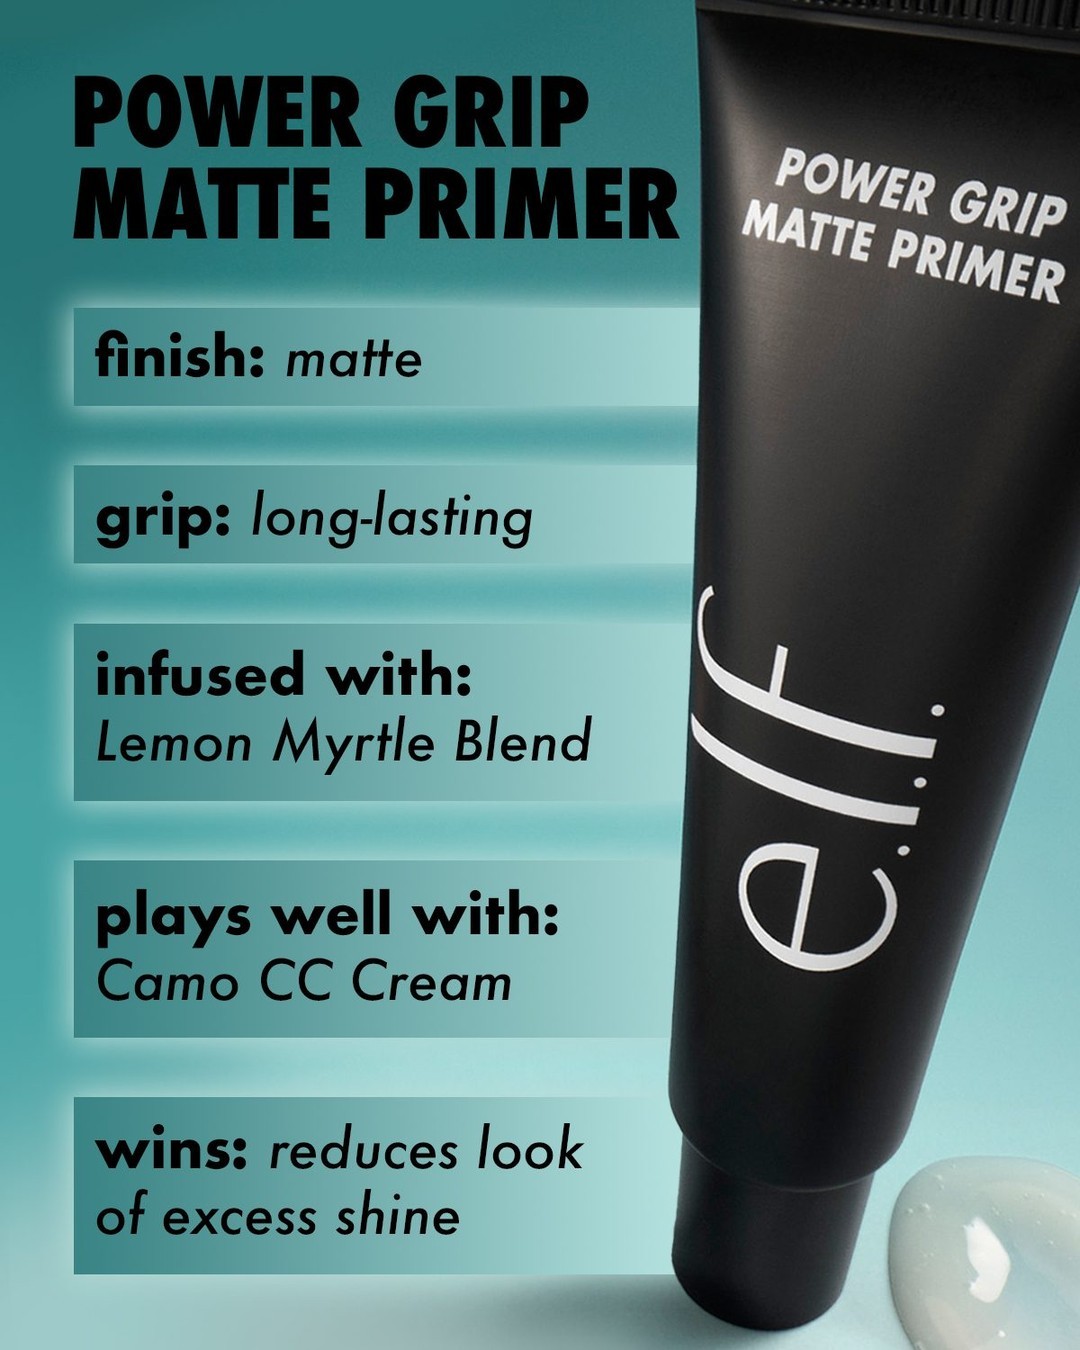 POWER GRIP
MATTE PRIMER
finish: matte
grip: long-lasting
infused with:
Lemon Myrtle Blend
plays well with:
Camo CC Cream
wins: reduces look
of excess shine
POWER GRIP
MATTE PRIMER
e.l.f.